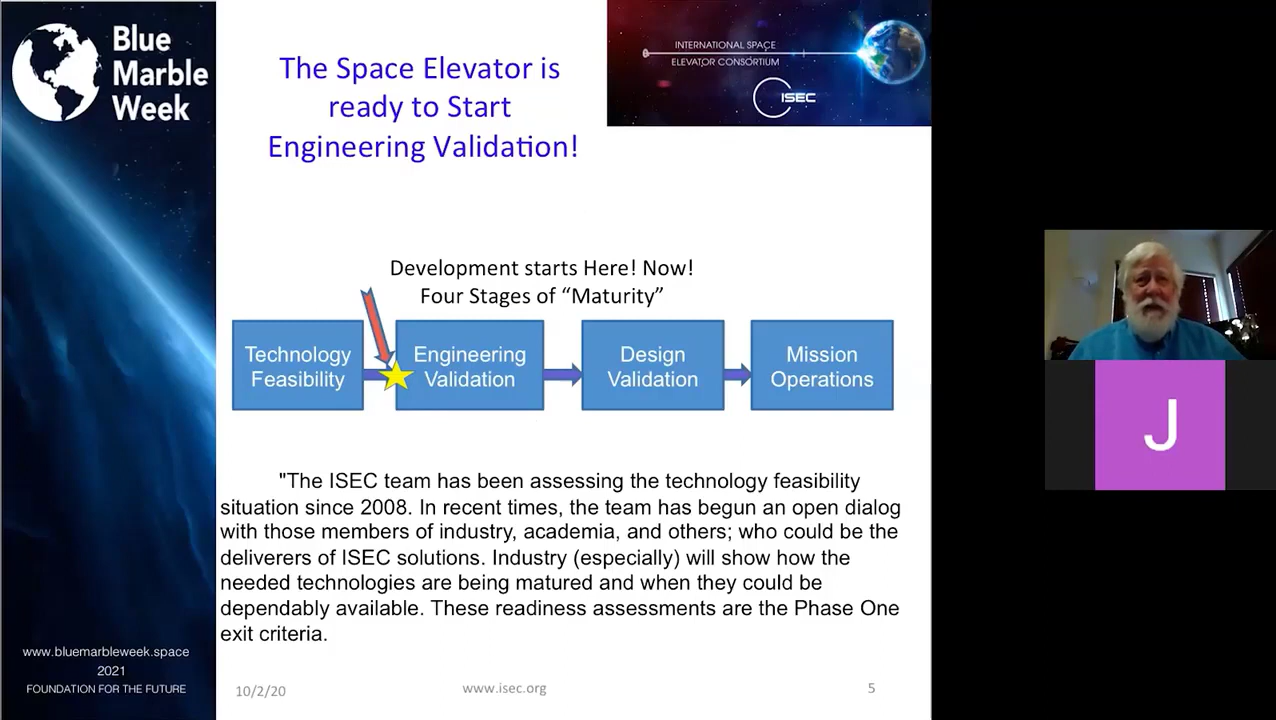 Blue
Marble
Week
The Space Elevator is
ready to Start
Engineering Validation!
INTERNATIONAL SPACE
ELEVATOR CONSORTIUM
ISEC
Development starts Here! Now!
Four Stages of “Maturity”
Technology
Feasibility
Engineering
Validation
Design
Validation
Mission
Operations
"The ISEC team has been assessing the technology feasibility
situation since 2008. In recent times, the team has begun an open dialog
with those members of industry, academia, and others; who could be the
deliverers of ISEC solutions. Industry (especially) will show how the
needed technologies are being matured and when they could be
dependably available. These readiness assessments are the Phase One
exit criteria.
www.bluemarbleweek.space
2021
FOUNDATION FOR THE FUTURE
10/2/20
www.isec.org
5
J